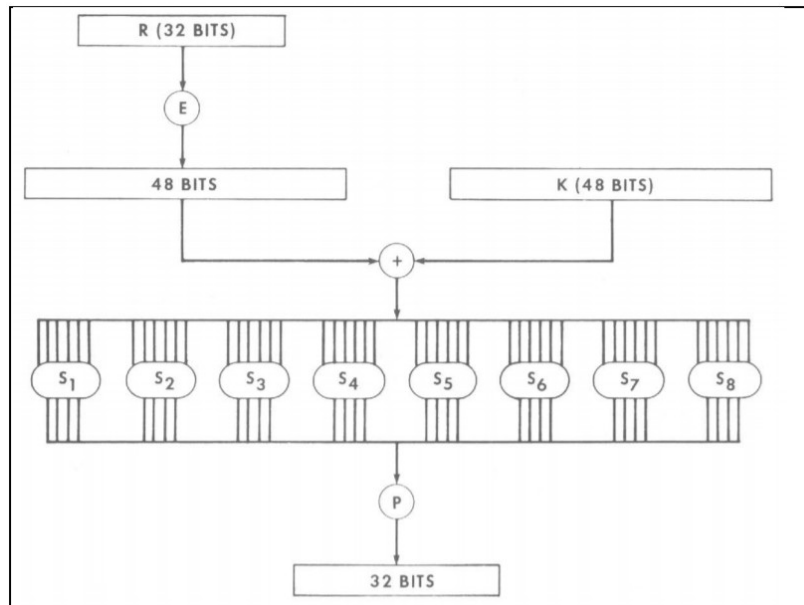 R (32 BITS)
E
48 BITS
K (48 BITS)
+
S1 S2 S3 S4 S5 S6 S7 S8
P
32 BITS